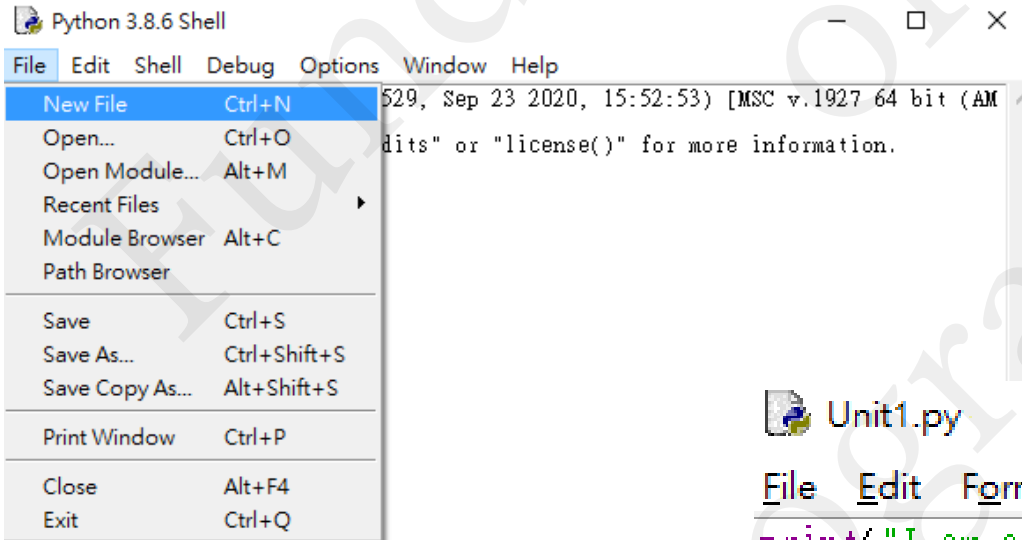 Python 3.8.6 Shell
File Edit Shell Debug Options Window Help
New File Ctrl+N
529, Sep 23 2020, 15:52:53) [MSC v.1927 64 bit (AM
Open... Ctrl+O
dits" or "license()" for more information.
Open Module... Alt+M
Recent Files
Module Browser Alt+C
Path Browser
Save Ctrl+S
Save As... Ctrl+Shift+S
Save Copy As... Alt+Shift+S
Print Window Ctrl+P
Close Alt+F4
Exit Ctrl+Q
Unit1.py
File Edit Form